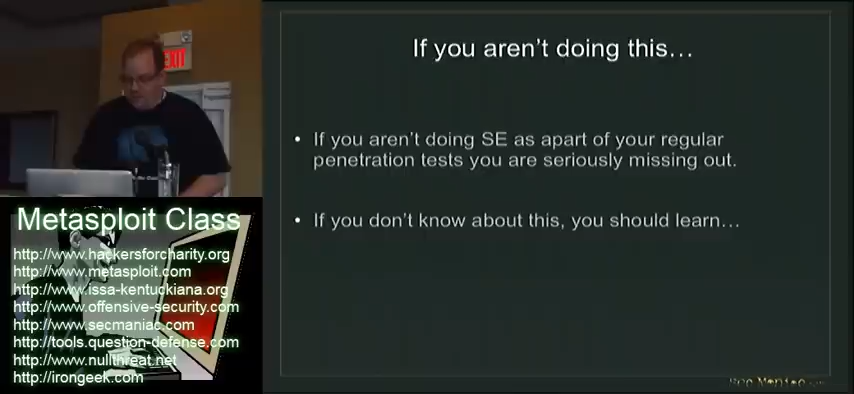 EXIT
If you aren't doing this...
• If you aren't doing SE as apart of your regular
penetration tests you are seriously missing out.
• If you don't know about this, you should learn...
Metasploit Class
http://www.hackersforcharity.org
http://www.metasploit.com
http://www.issa-kentuckiana.org
http://www.offensive-security.com
http://www.secmaniac.com
http://tools.question-defense.com
http://www.nullthreat.net
http://irongeek.com